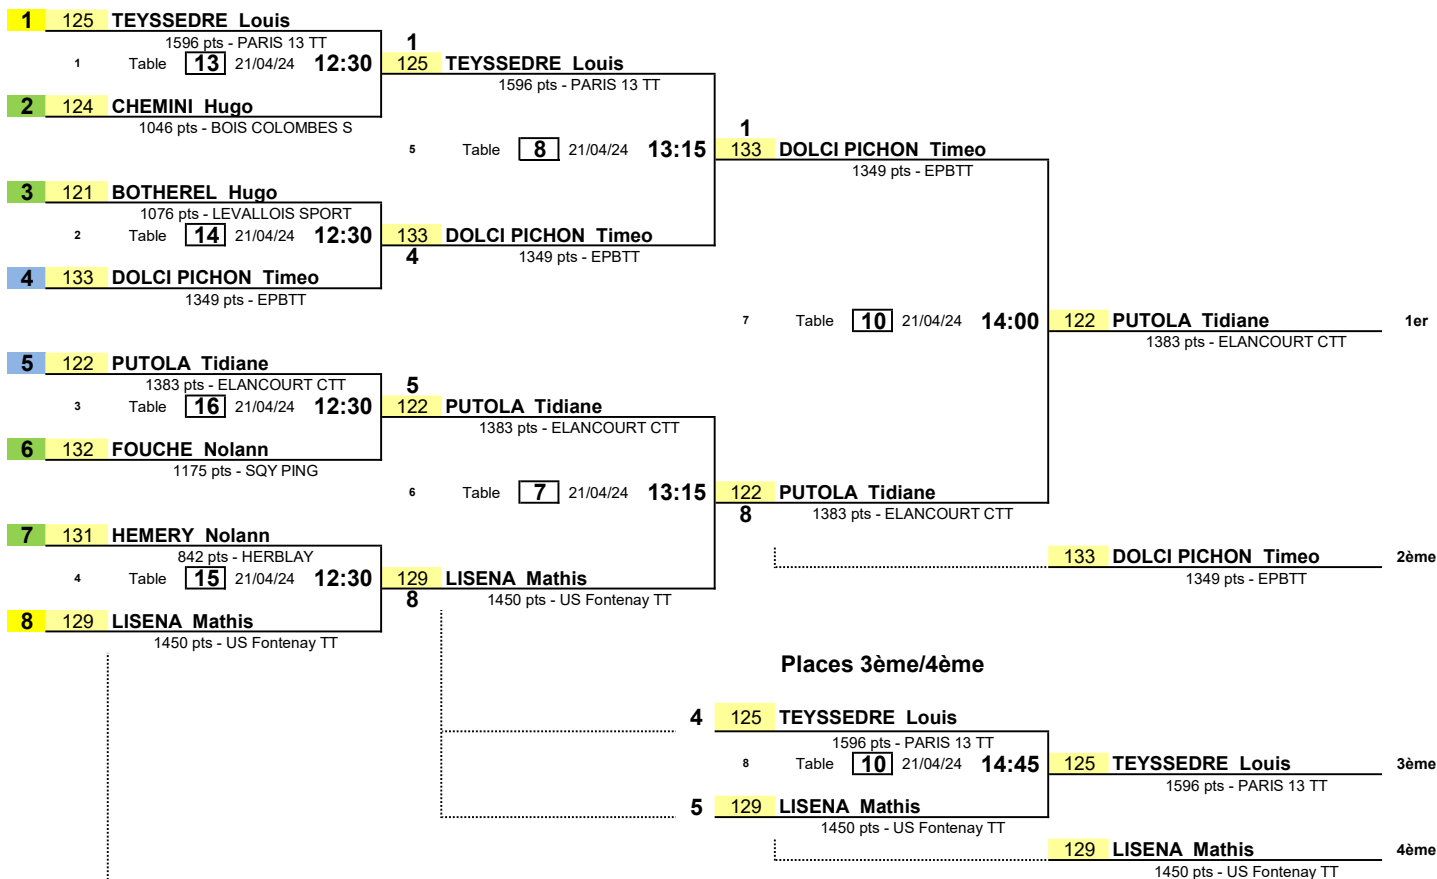 1 125 TEYSSEDRE Louis
1596 pts - PARIS 13 TT 1
1 Table 13 21/04/24 12:30 125 TEYSSEDRE Louis
1596 pts - PARIS 13 TT
2 124 CHEMINI Hugo
1046 pts - BOIS COLOMBES S 1
5 Table 8 21/04/24 13:15 133 DOLCI PICHON Timeo
1349 pts - EPBTT
3 121 BOTHEREL Hugo
1076 pts - LEVALLOIS SPORT
2 Table 14 21/04/24 12:30 133 DOLCI PICHON Timeo
4 1349 pts - EPBTT
4 133 DOLCI PICHON Timeo
1349 pts - EPBTT
7 Table 10 21/04/24 14:00 122 PUTOLA Tidiane 1er
1383 pts - ELANCOURT CTT
5 122 PUTOLA Tidiane
1383 pts - ELANCOURT CTT 5
3 Table 16 21/04/24 12:30 122 PUTOLA Tidiane
1383 pts - ELANCOURT CTT
6 132 FOUCHE Nolann
1175 pts - SQY PING
6 Table 7 21/04/24 13:15 122 PUTOLA Tidiane
8 1383 pts - ELANCOURT CTT
7 131 HEMERY Nolann
842 pts - HERBLAY 133 DOLCI PICHON Timeo 2ème
4 Table 15 21/04/24 12:30 129 LISENA Mathis 1349 pts - EPBTT
8 1450 pts - US Fontenay TT
8 129 LISENA Mathis
1450 pts - US Fontenay TT
Places 3ème/4ème
4 125 TEYSSEDRE Louis
1596 pts - PARIS 13 TT
8 Table 10 21/04/24 14:45 125 TEYSSEDRE Louis 3ème
1596 pts - PARIS 13 TT
5 129 LISENA Mathis
1450 pts - US Fontenay TT
129 LISENA Mathis 4ème
1450 pts - US Fontenay TT